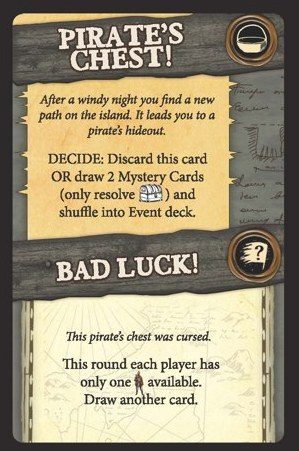 PIRATE'S
CHEST!
After a windy night you find a new
path on the island. It leads you to a
pirate's hideout.
DECIDE: Discard this card
OR draw 2 Mystery Cards
(only resolve ) and
shuffle into Event deck.
?
BAD LUCK!
This pirate's chest was cursed.
This round each player has
only one available.
Draw another card.